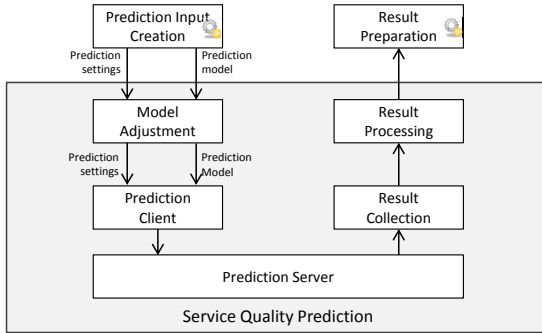 Prediction Input
Creation
Result
Preparation
Prediction
settings
Prediction
model
Model
Adjustment
Result
Processing
Prediction
settings
Prediction
Model
Prediction
Client
Result
Collection
Prediction Server
Service Quality Prediction